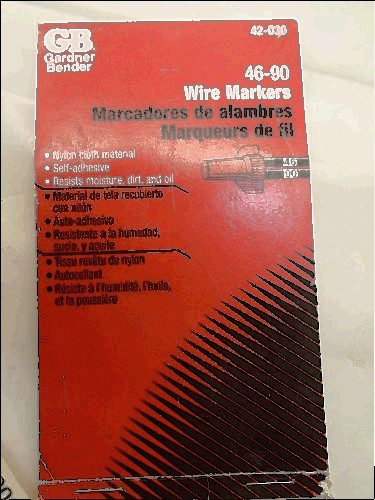 GB
Gardner
Bender
42-030
46-90
Wire Markers
Marcadores de alambres
Marqueurs de fil
• Nylon cloth material
• Self-adhesive
• Resists moisture, dirt, and oil
• Material de tela recubierto
con nilón
• Auto-adhesivo
• Resistente a la humedad,
sucio, y aceite
• Tissu revêtu de nylon
• Autocollant
• Résiste à l'humidité, l'huile,
et la poussière
46
90